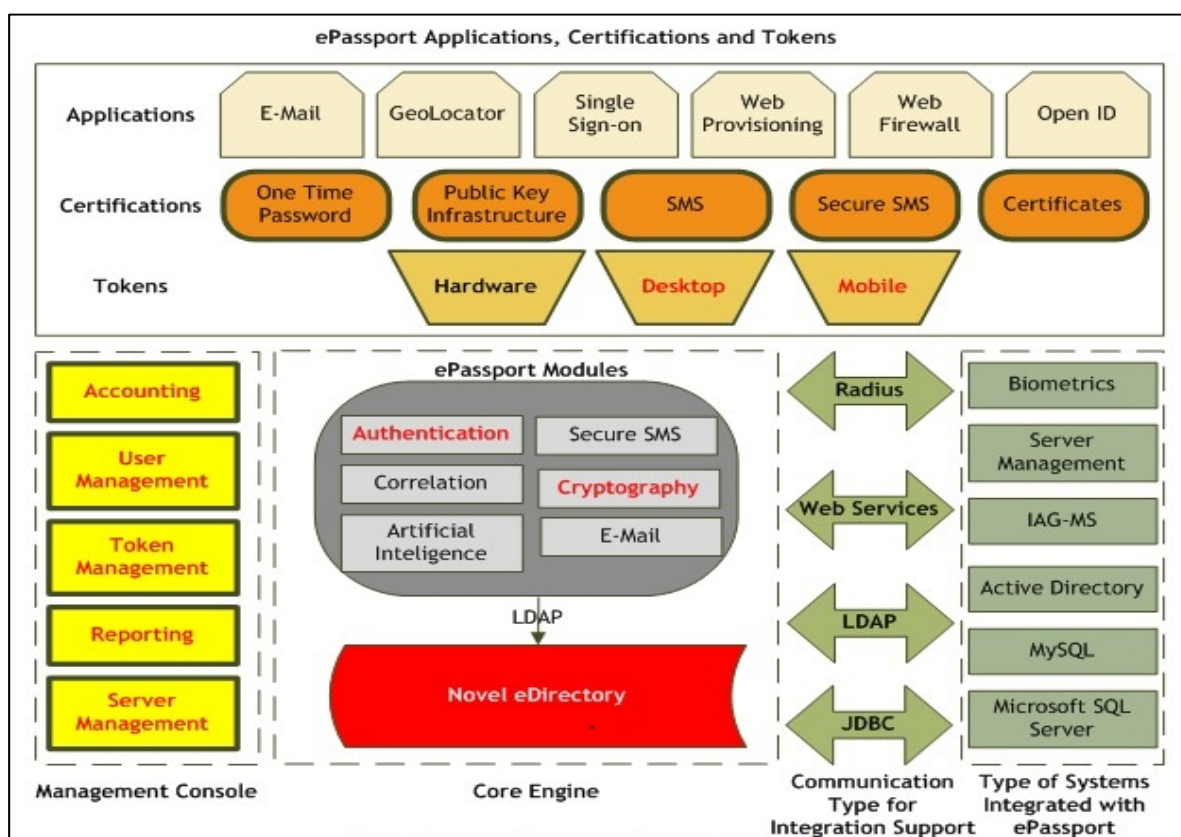 ePassport Applications, Certifications and Tokens
Applications
E-Mail
GeoLocator
Single
Sign-on
Web
Provisioning
Web
Firewall
Open ID
Certifications
One Time
Password
Public Key
Infrastructure
SMS
Secure SMS
Certificates
Tokens
Hardware
Desktop
Mobile
Accounting
User
Management
Token
Management
Reporting
Server
Management
Management Console
ePassport Modules
Authentication
Secure SMS
Correlation
Cryptography
Artificial
Inteligence
E-Mail
LDAP
Novel eDirectory
Core Engine
Radius
Web Services
LDAP
JDBC
Communication
Type for
Integration Support
Biometrics
Server
Management
IAG-MS
Active Directory
MySQL
Microsoft SQL
Server
Type of Systems
Integrated with
ePassport